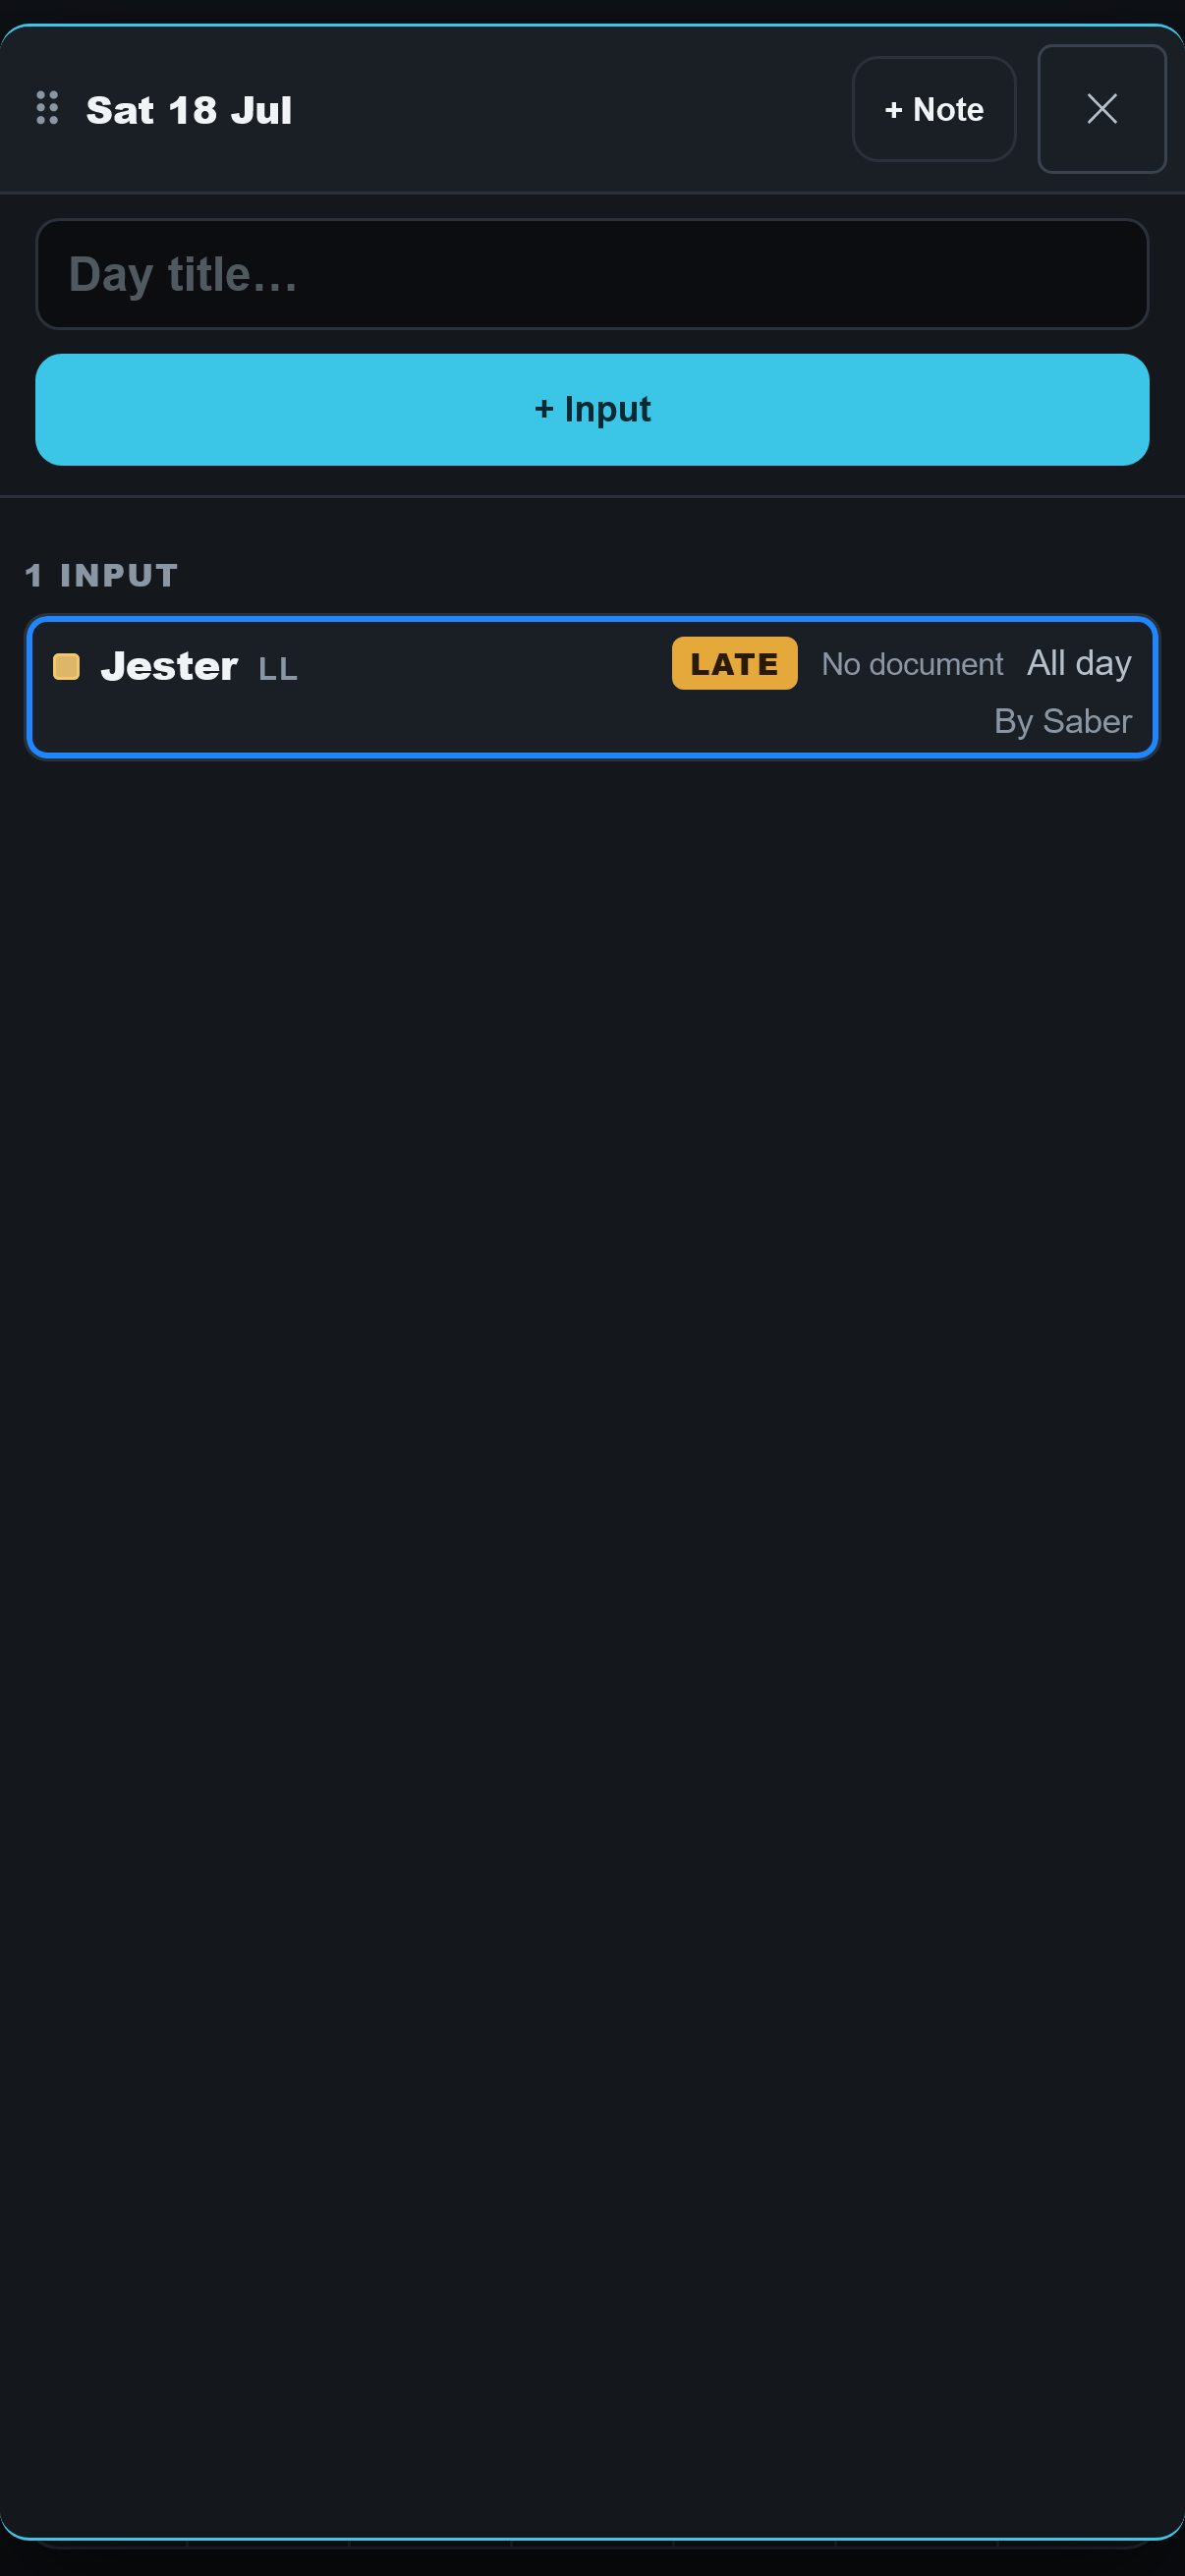 Sat 18 Jul
+ Note
Day title...
+ Input
1 INPUT
Jester LL LATE No document All day
By Saber